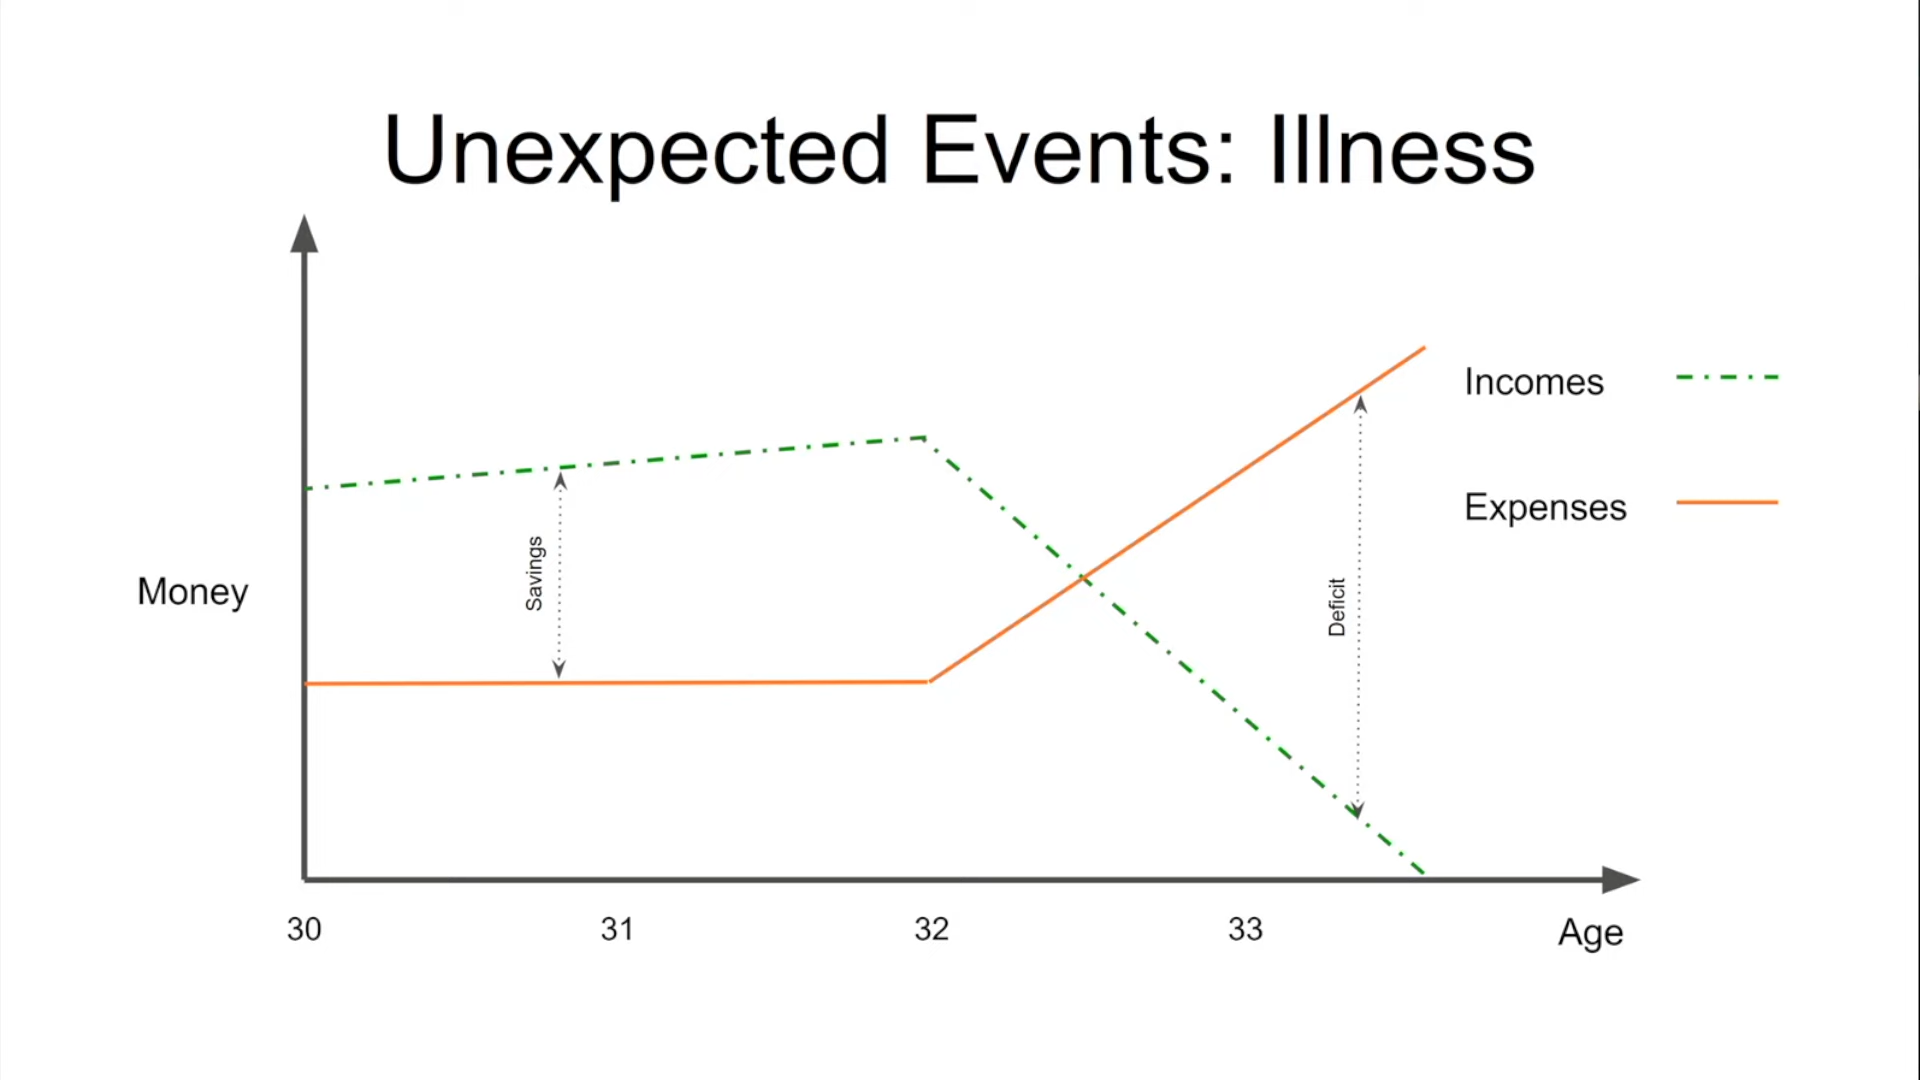 Unexpected Events: Illness
Incomes
Expenses
Money
Savings
Deficit
30 31 32 33 Age